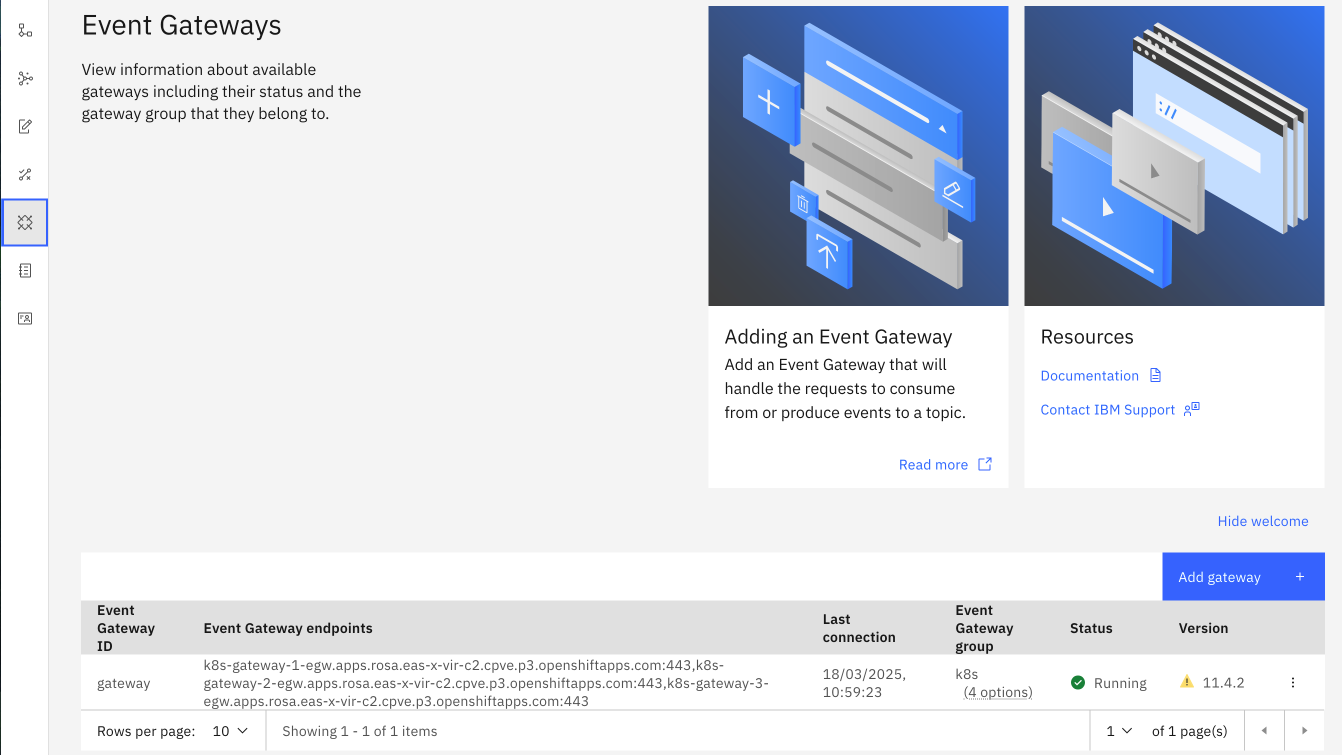 Event Gateways
View information about available
gateways including their status and the
gateway group that they belong to.
Adding an Event Gateway
Add an Event Gateway that will
handle the requests to consume
from or produce events to a topic.
Read more
Resources
Documentation
Contact IBM Support
Hide welcome
Add gateway +
Event
Gateway
ID
Event Gateway endpoints
Last
connection
Event
Gateway
group
Status
Version
gateway
k8s-gateway-1-egw.apps.rosa.eas-x-vir-c2.cpve.p3.openshiftapps.com:443,k8s-
gateway-2-egw.apps.rosa.eas-x-vir-c2.cpve.p3.openshiftapps.com:443,k8s-gateway-3-
egw.apps.rosa.eas-x-vir-c2.cpve.p3.openshiftapps.com:443
18/03/2025,
10:59:23
k8s
(4 options)
Running
11.4.2
Rows per page: 10
Showing 1 - 1 of 1 items
1 of 1 page(s)